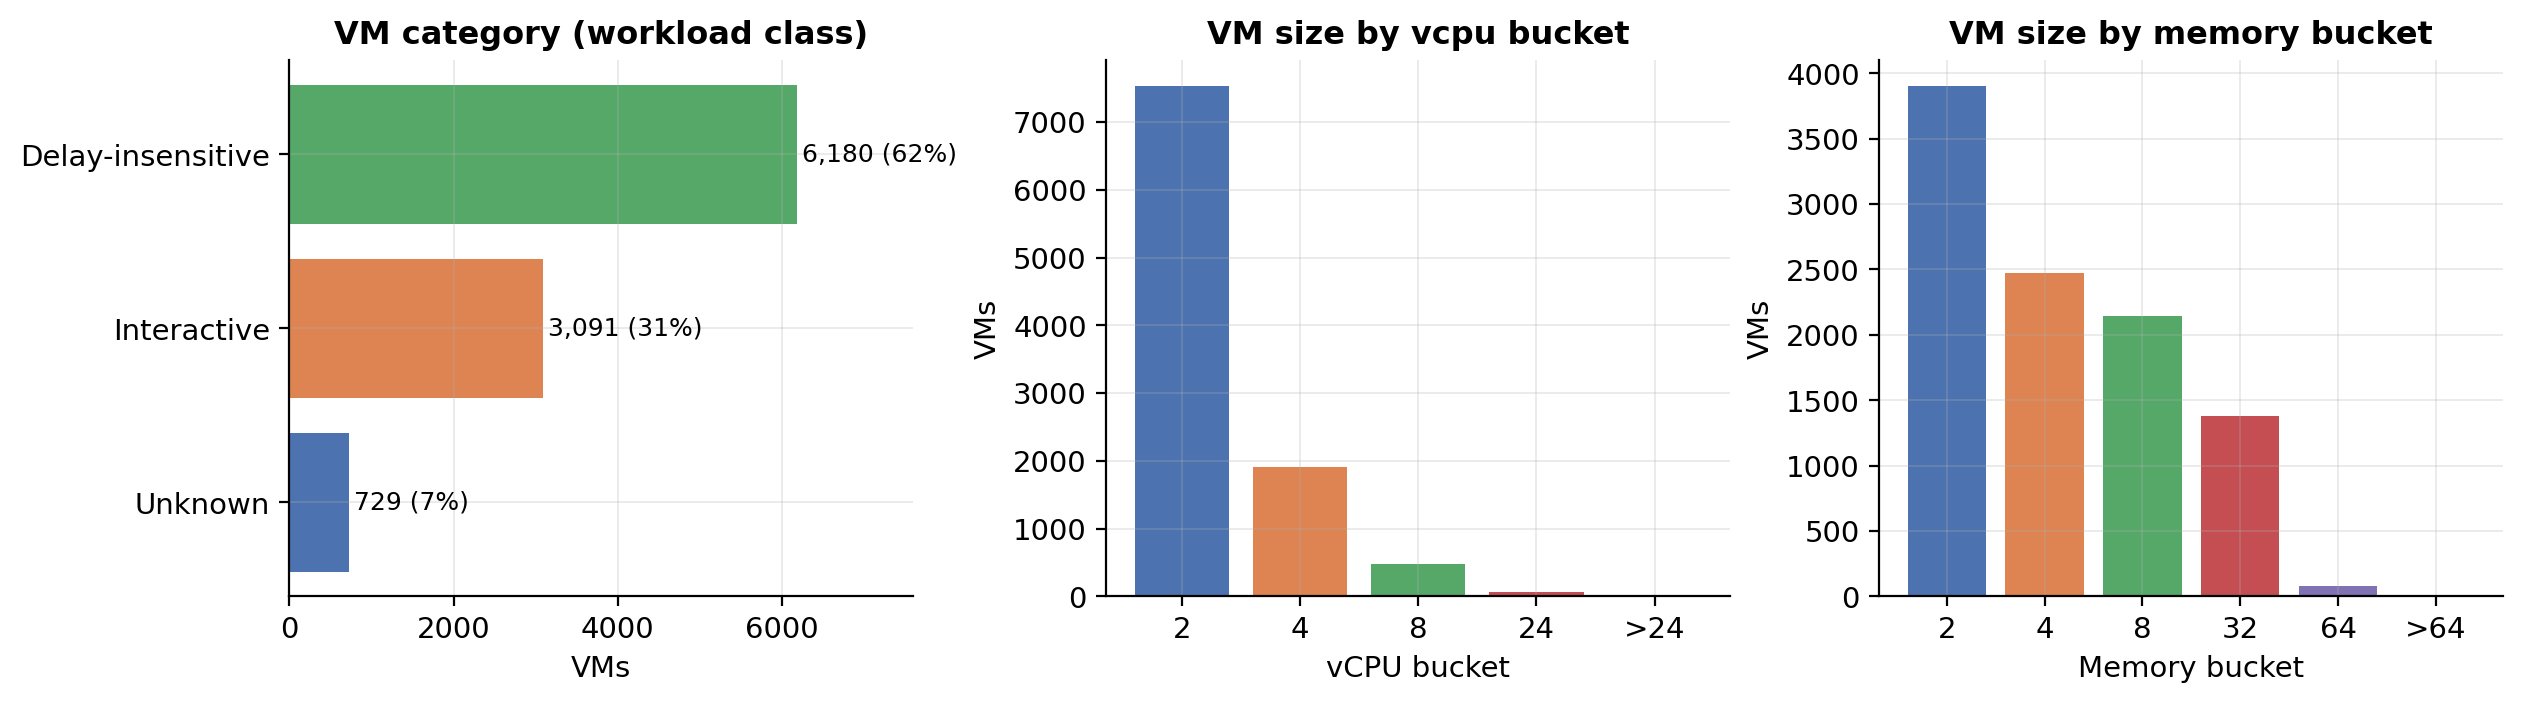 VM category (workload class)
Delay-insensitive
Interactive
Unknown
6,180 (62%)
3,091 (31%)
729 (7%)
0 2000 4000 6000
VMs
VM size by vcpu bucket
VMs
7000
6000
5000
4000
3000
2000
1000
0
2 4 8 24 >24
vCPU bucket
VM size by memory bucket
VMs
4000
3500
3000
2500
2000
1500
1000
500
0
2 4 8 32 64 >64
Memory bucket